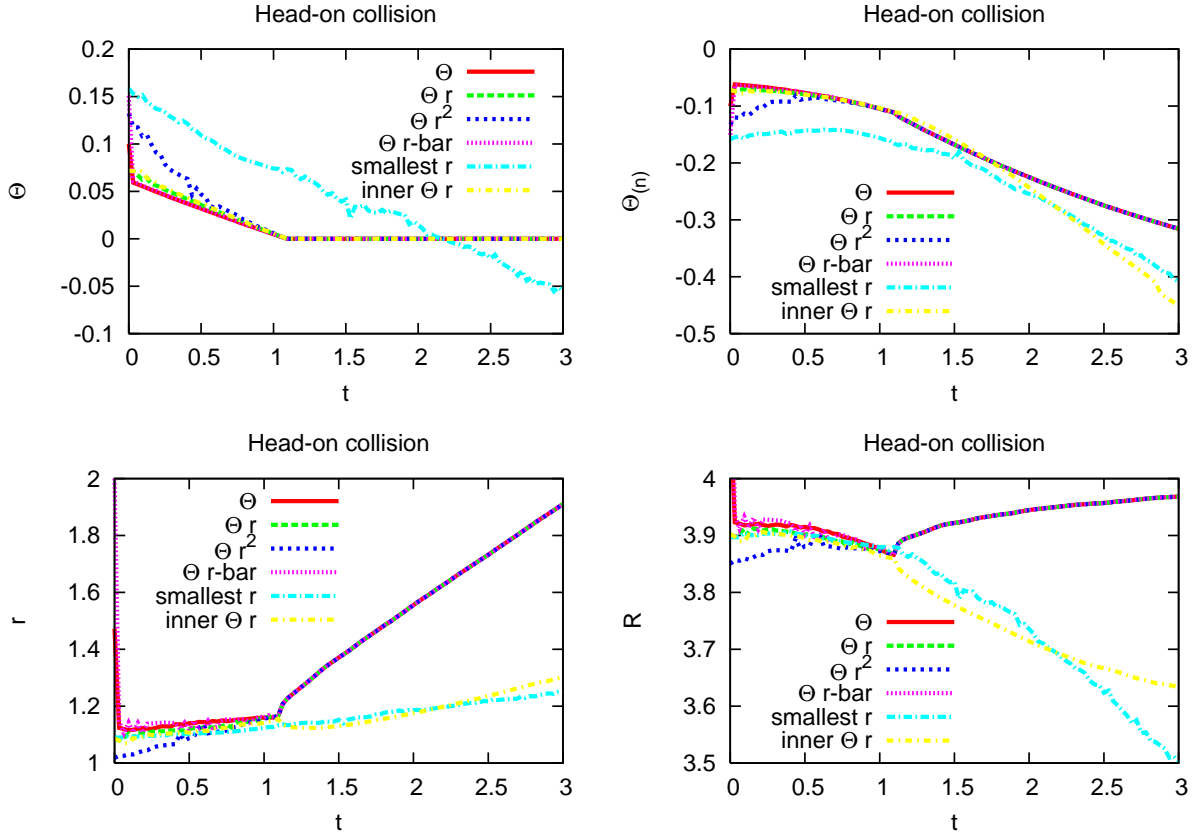 Head-on collision
Θ
0.2
0.15
0.1
0.05
0
-0.05
-0.1
Θ
Θ r
Θ r²
Θ r-bar
smallest r
inner Θ r
0 0.5 1 1.5 2 2.5 3
t
Head-on collision
Θ(n)
0
-0.1
-0.2
-0.3
-0.4
-0.5
Θ
Θ r
Θ r²
Θ r-bar
smallest r
inner Θ r
0 0.5 1 1.5 2 2.5 3
t
Head-on collision
r
2
1.8
1.6
1.4
1.2
1
Θ
Θ r
Θ r²
Θ r-bar
smallest r
inner Θ r
0 0.5 1 1.5 2 2.5 3
t
Head-on collision
R
4
3.9
3.8
3.7
3.6
3.5
Θ
Θ r
Θ r²
Θ r-bar
smallest r
inner Θ r
0 0.5 1 1.5 2 2.5 3
t